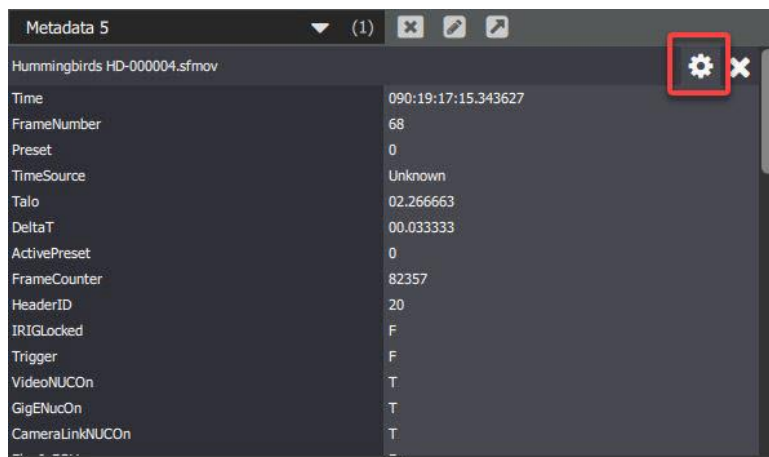 Metadata 5 (1)
Hummingbirds HD-000004.sfmov
Time 090:19:17:15.343627
FrameNumber 68
Preset 0
TimeSource Unknown
Talo 02.266663
DeltaT 00.033333
ActivePreset 0
FrameCounter 82357
HeaderID 20
IRIGLocked F
Trigger F
VideoNUCOn T
GigENucOn T
CameraLinkNUCOn T